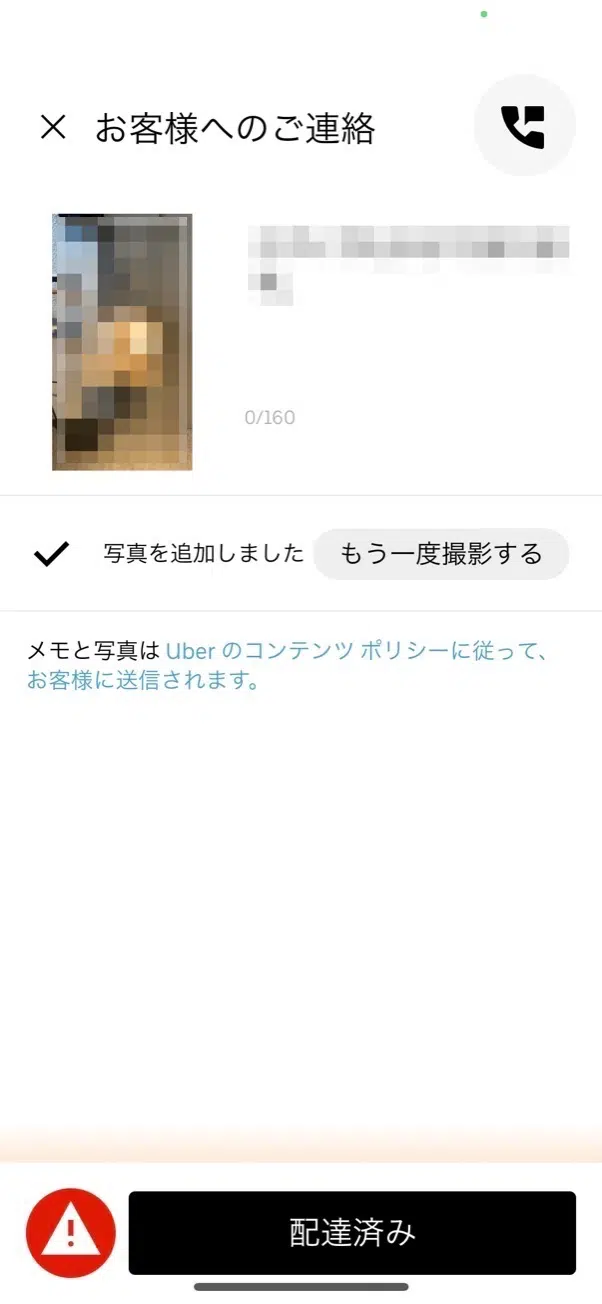 お客様へのご連絡
0/160
写真を追加しました
もう一度撮影する
メモと写真は Uber のコンテンツ ポリシーに従って、
お客様に送信されます。
配達済み